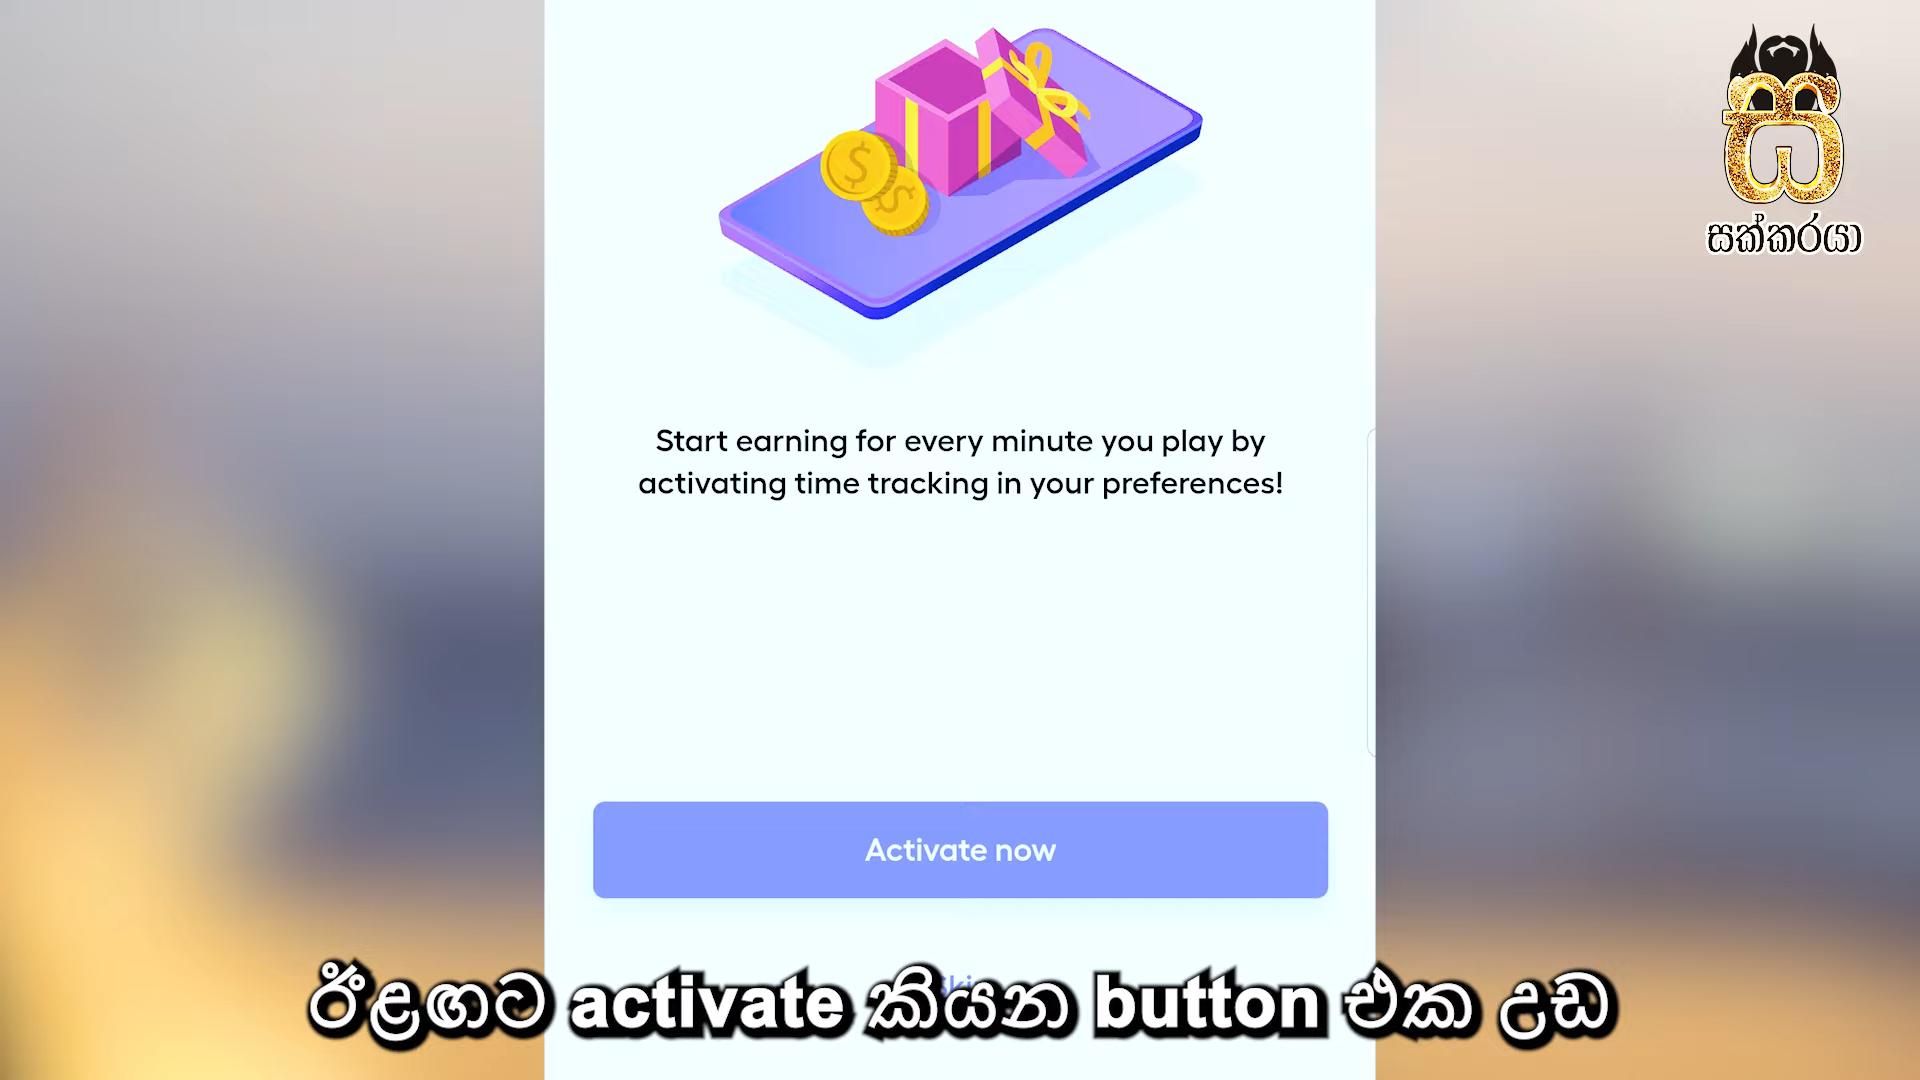 සක්කරයා
Start earning for every minute you play by
activating time tracking in your preferences!
Activate now
ඊළඟට activate කියන button එක උඩ